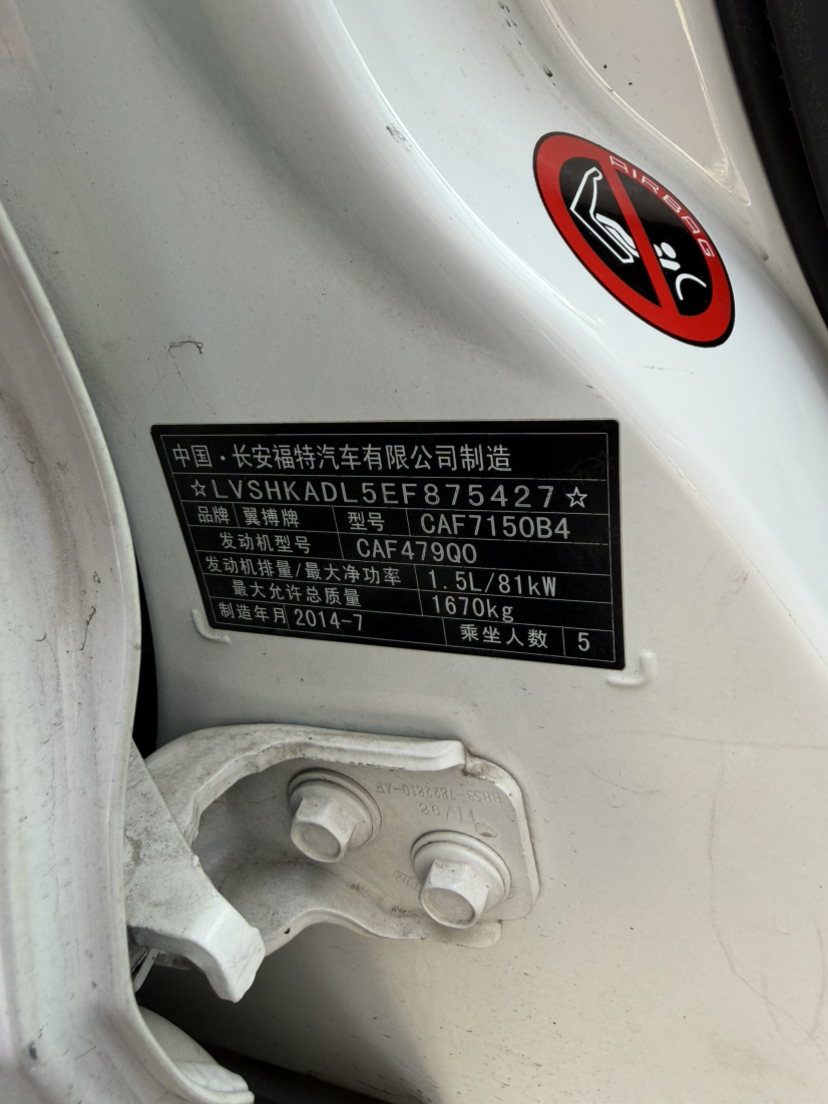 AIRBAG
中国·长安福特汽车有限公司制造
☆LVSHKADL5EF875427☆
品牌 翼搏牌 型号 CAF7150B4
发动机型号 CAF479Q0
发动机排量/最大净功率 1.5L/81kW
最大允许总质量 1670kg
制造年月 2014-7 乘坐人数 5